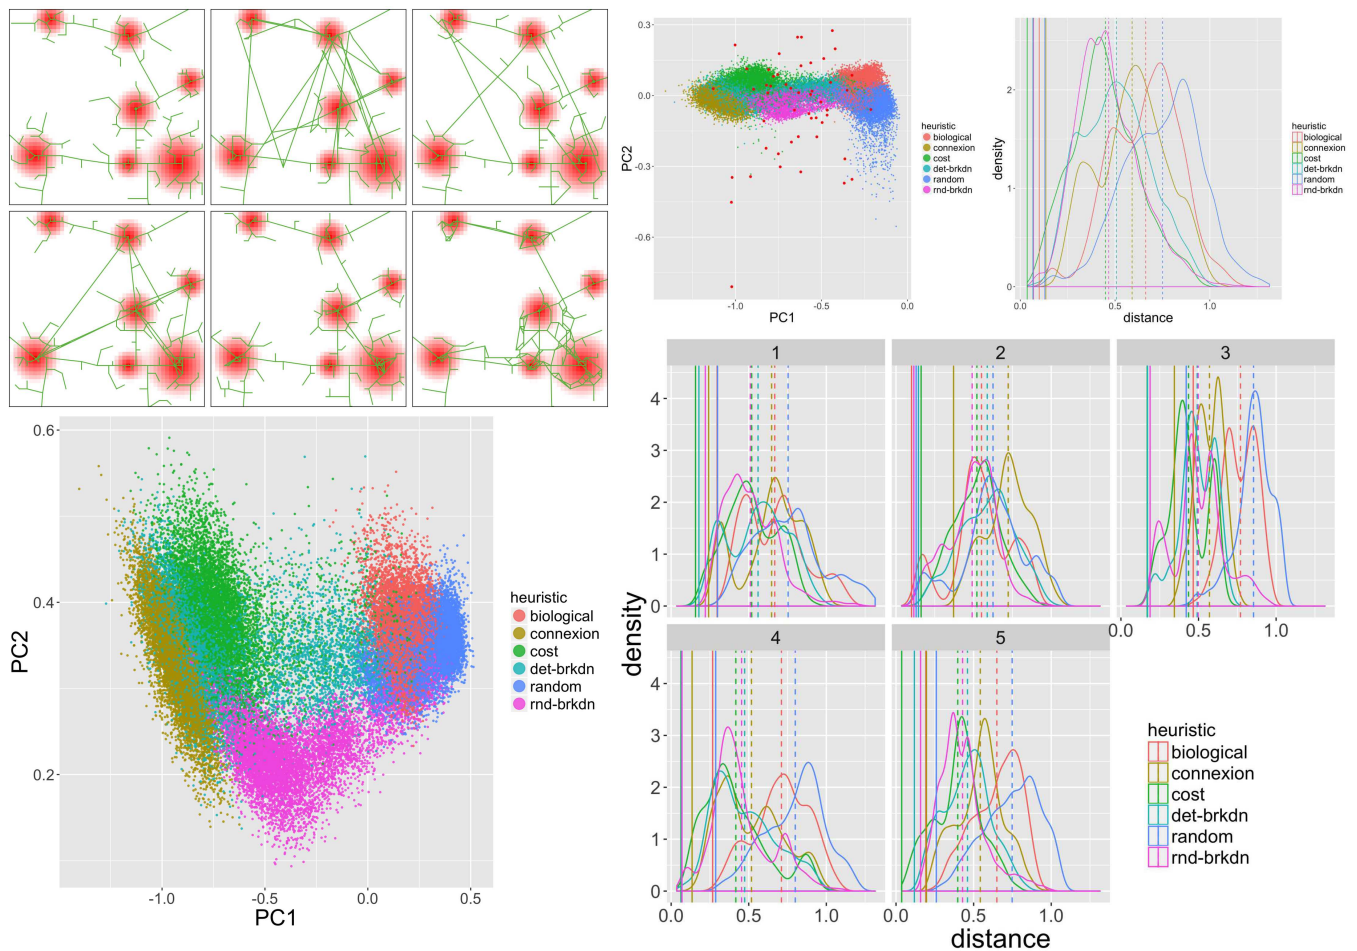 0.3
0.0
-0.3
-0.6
PC2
-1.0
-0.5
0.0
PC1
heuristic
biological
connexion
cost
det-brkdn
random
rnd-brkdn
2
1
0
density
0.0
0.5
1.0
distance
heuristic
biological
connexion
cost
det-brkdn
random
rnd-brkdn
0.6
0.4
0.2
PC2
-1.0
-0.5
0.0
0.5
PC1
heuristic
biological
connexion
cost
det-brkdn
random
rnd-brkdn
1
2
3
4
3
2
1
0
0.0
0.5
1.0
4
5
4
3
2
1
0
0.0
0.5
1.0
0.0
0.5
1.0
density
distance
heuristic
biological
connexion
cost
det-brkdn
random
rnd-brkdn